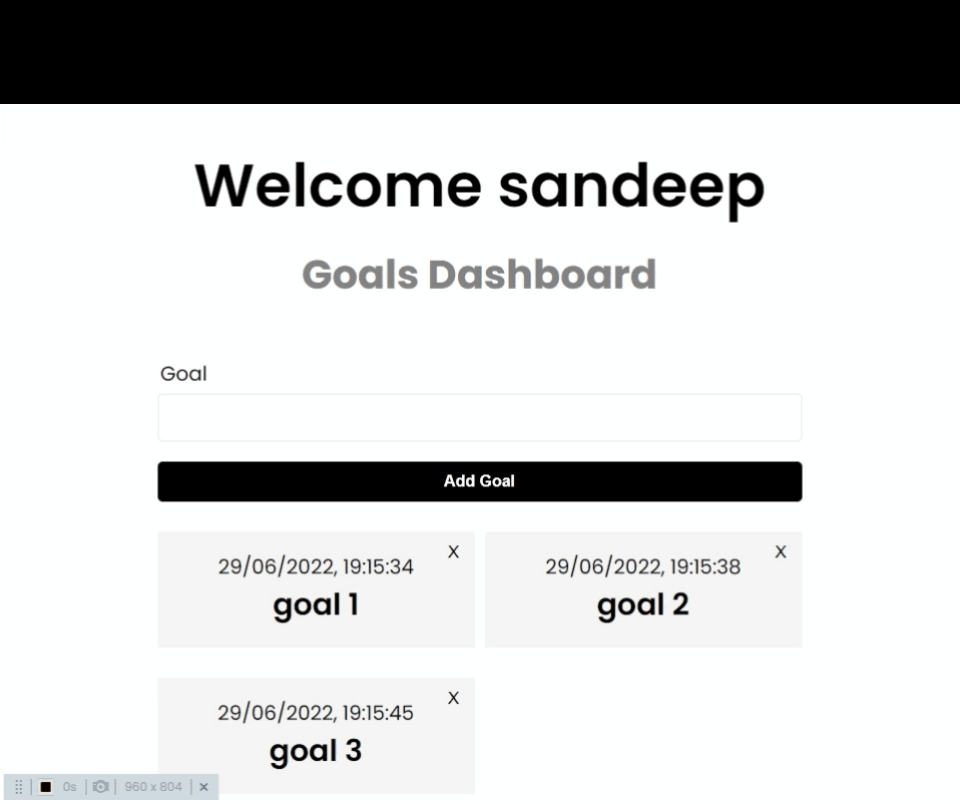 Welcome sandeep
Goals Dashboard
Goal
Add Goal
X
29/06/2022, 19:15:34
goal 1
X
29/06/2022, 19:15:38
goal 2
X
29/06/2022, 19:15:45
goal 3
0s
960 x 804
×